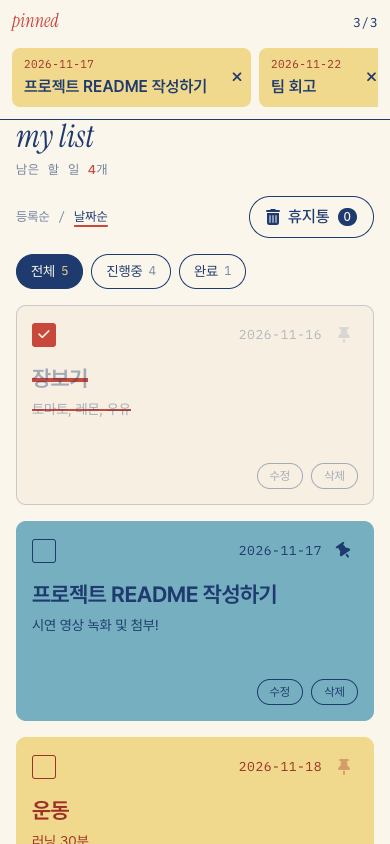 pinned
3/3
2026-11-17
프로젝트 README 작성하기
2026-11-22
팀 회고
my list
남은 할 일 4개
등록순 / 날짜순
휴지통 0
전체 5
진행중 4
완료 1
2026-11-16
장보기
토마토, 레몬, 우유
수정 삭제
2026-11-17
프로젝트 README 작성하기
시연 영상 녹화 및 첨부!
수정 삭제
2026-11-18
운동
러닝 30분